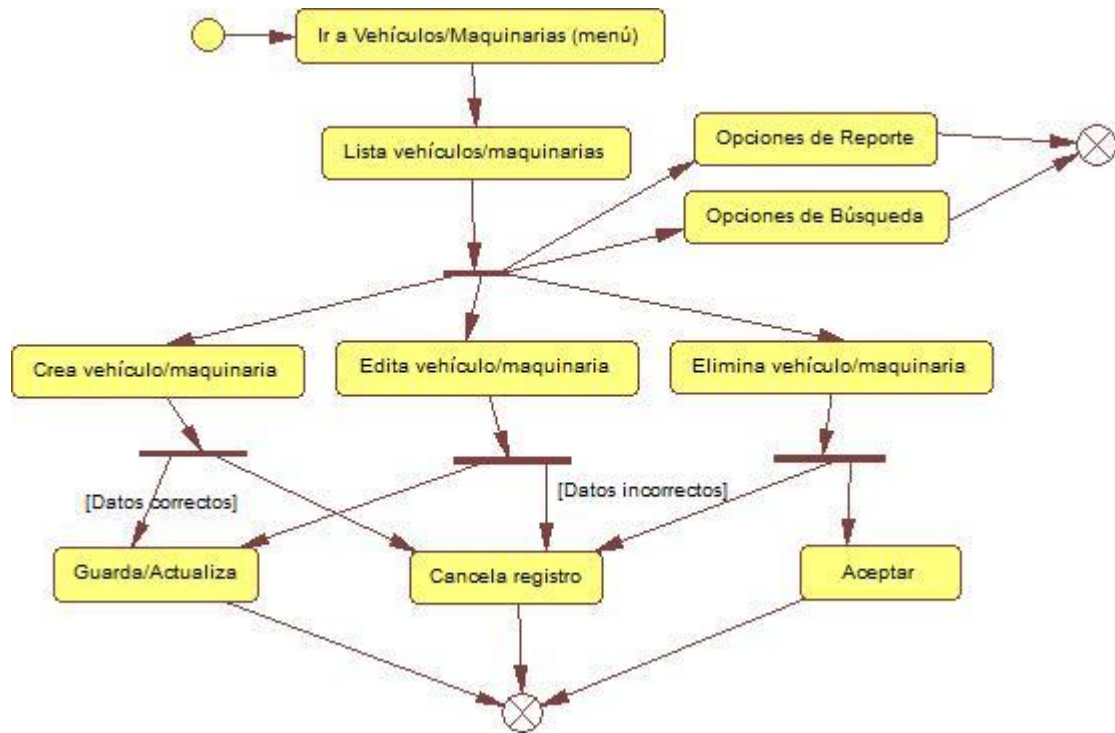 Ir a Vehículos/Maquinarias (menú)
Lista vehículos/maquinarias
Opciones de Reporte
Opciones de Búsqueda
Crea vehículo/maquinaria
Edita vehículo/maquinaria
Elimina vehículo/maquinaria
[Datos correctos]
[Datos incorrectos]
Guarda/Actualiza
Cancela registro
Aceptar